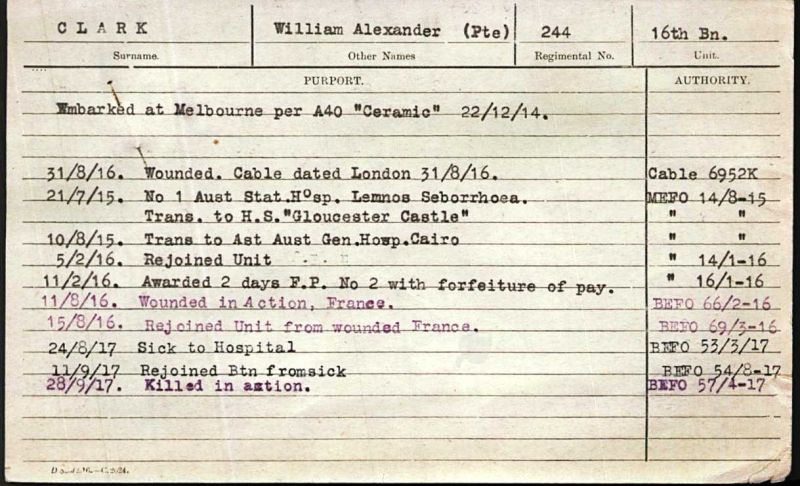 CLARK William Alexander (Pte) 244 16th Bn.
Surname. Other Names Regimental No. Unit.
PURPORT. AUTHORITY.
Embarked at Melbourne per A40 "Ceramic" 22/12/14.
31/8/16. Wounded. Cable dated London 31/8/16. Cable 6952K
21/7/15. No 1 Aust Stat.Hosp. Lemnos Seborrhoea. MEFO 14/8-15
Trans. to H.S."Gloucester Castle" " "
10/8/15. Trans to Ast Aust Gen.Howp.Cairo " "
5/2/16. Rejoined Unit " 14/1-16
11/2/16. Awarded 2 days F.P. No 2 with forfeiture of pay. " 16/1-16
11/8/16. Wounded in Action, France. BEFO 66/2-16
15/8/16. Rejoined Unit from wounded France. BEFO 69/3-16
24/8/17 Sick to Hospital BEFO 53/3/17
11/9/17 Rejoined Btn fromsick BEFO 54/8-17
28/9/17. Killed in astion. BEFO 57/4-17